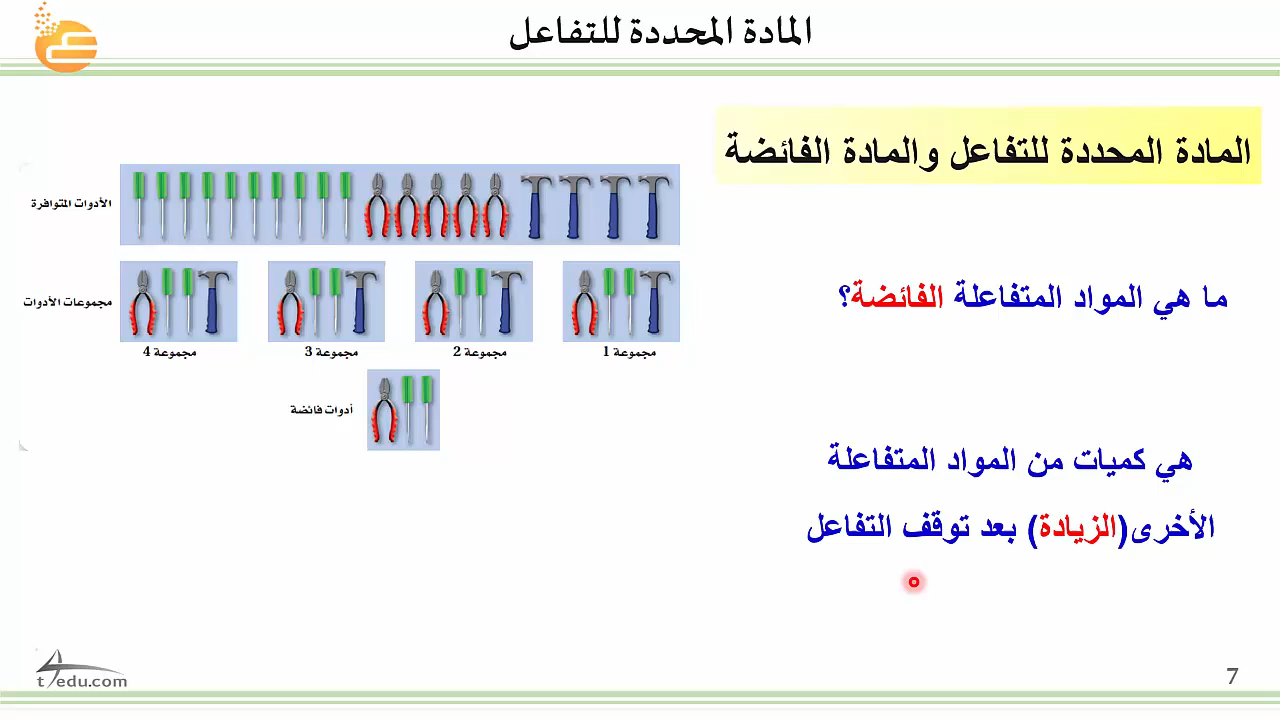 المادة المحددة للتفاعل
المادة المحددة للتفاعل والمادة الفائضة
ما هي المواد المتفاعلة الفائضة؟
هي كميات من المواد المتفاعلة
الأخرى(الزيادة) بعد توقف التفاعل
الأدوات المتوافرة
مجموعات الأدوات
مجموعة 1
مجموعة 2
مجموعة 3
مجموعة 4
أدوات فائضة
t4edu.com
7